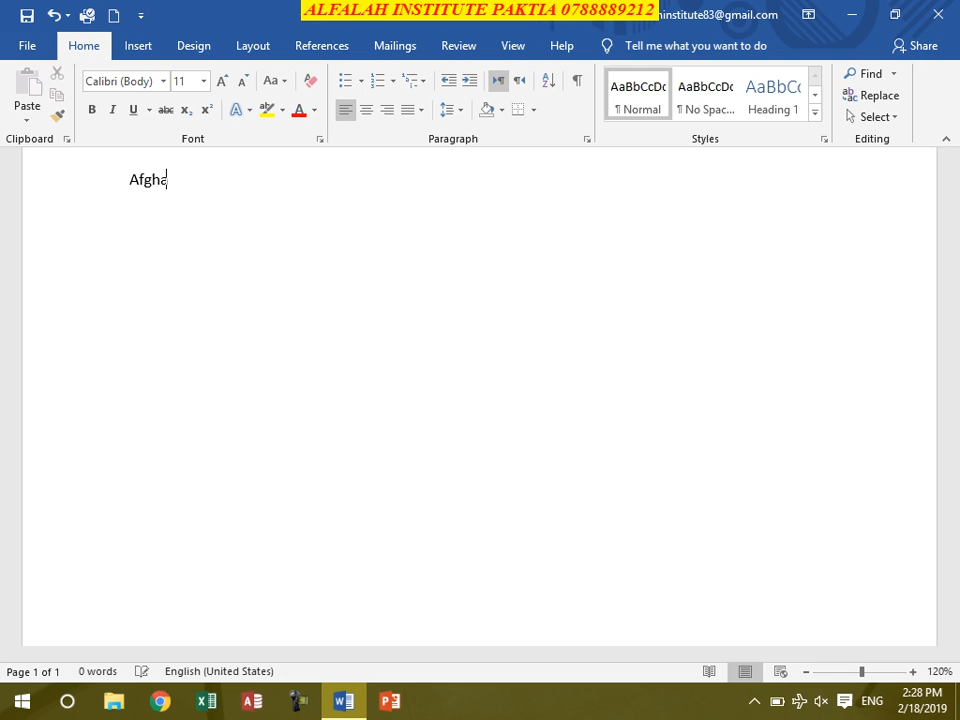 ALFALAH INSTITUTE PAKTIA 0788889212
hinstitute83@gmail.com
File Home Insert Design Layout References Mailings Review View Help Tell me what you want to do Share
Paste
Calibri (Body) 11 Aa
B I U abc x₂ x² A A
AaBbCcDc AaBbCcDc AaBbCc
¶ Normal ¶ No Spac... Heading 1
Find
Replace
Select
Clipboard Font Paragraph Styles Editing
Afgha
Page 1 of 1 0 words English (United States) 120%
ENG
2:28 PM
2/18/2019